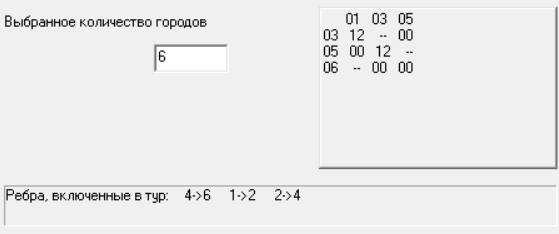 Выбранное количество городов
6
01 03 05
03 12 -- 00
05 00 12 --
06 -- 00 00
Ребра, включенные в тур: 4->6 1->2 2->4